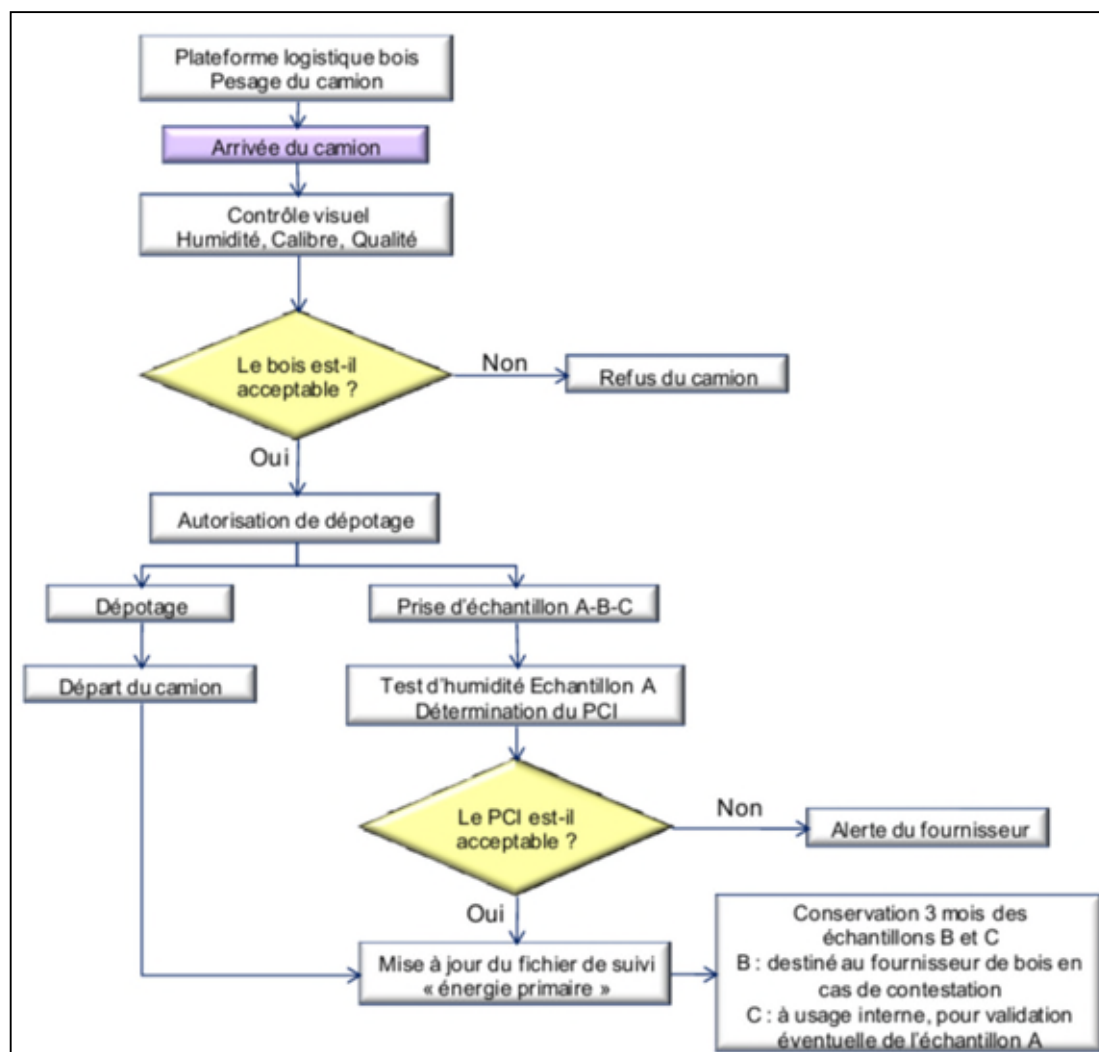 Plateforme logistique bois
Pesage du camion
Arrivée du camion
Contrôle visuel
Humidité, Calibre, Qualité
Le bois est-il
acceptable ?
Non
Refus du camion
Oui
Autorisation de dépotage
Dépotage
Prise d'échantillon A-B-C
Départ du camion
Test d'humidité Echantillon A
Détermination du PCI
Le PCI est-il
acceptable ?
Non
Alerte du fournisseur
Oui
Mise à jour du fichier de suivi
« énergie primaire »
Conservation 3 mois des
échantillons B et C
B : destiné au fournisseur de bois en
cas de contestation
C : à usage interne, pour validation
éventuelle de l'échantillon A